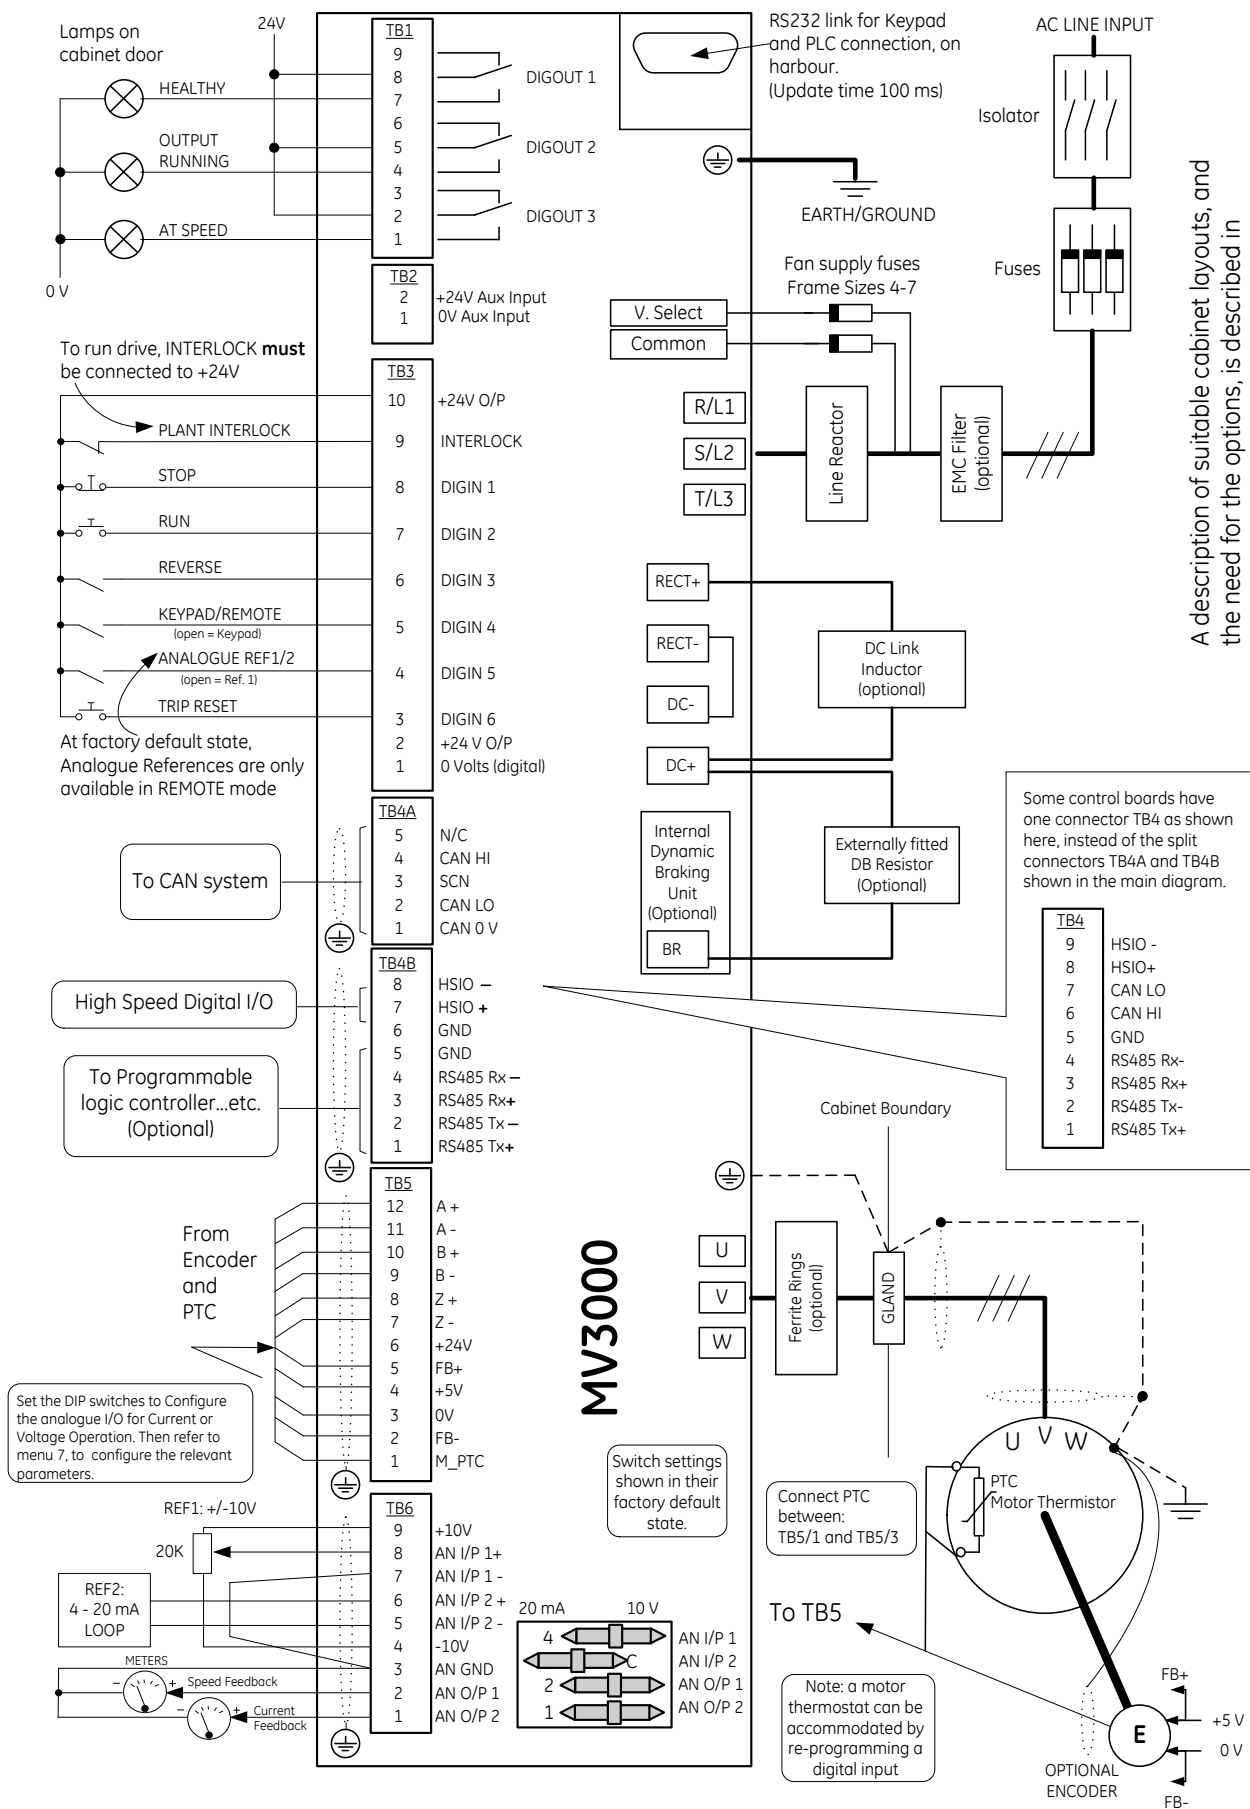 Lamps on
cabinet door
24V
HEALTHY
OUTPUT
RUNNING
AT SPEED
0 V
TB1
9
8
7
6
5
4
3
2
1
DIGOUT 1
DIGOUT 2
DIGOUT 3
RS232 link for Keypad
and PLC connection, on
harbour.
(Update time 100 ms)
AC LINE INPUT
Isolator
Fuses
EARTH/GROUND
A description of suitable cabinet layouts, and
the need for the options, is described in
TB2
2 +24V Aux Input
1 0V Aux Input
Fan supply fuses
Frame Sizes 4-7
V. Select
Common
R/L1
S/L2
T/L3
Line Reactor
EMC Filter
(optional)
To run drive, INTERLOCK must
be connected to +24V
PLANT INTERLOCK
STOP
RUN
REVERSE
KEYPAD/REMOTE
(open = Keypad)
ANALOGUE REF1/2
(open = Ref. 1)
TRIP RESET
At factory default state,
Analogue References are only
available in REMOTE mode
TB3
10 +24V O/P
9 INTERLOCK
8 DIGIN 1
7 DIGIN 2
6 DIGIN 3
5 DIGIN 4
4 DIGIN 5
3 DIGIN 6
2 +24 V O/P
1 0 Volts (digital)
RECT+
RECT-
DC-
DC+
DC Link
Inductor
(optional)
Internal
Dynamic
Braking
Unit
(Optional)
BR
Externally fitted
DB Resistor
(Optional)
To CAN system
TB4A
5 N/C
4 CAN HI
3 SCN
2 CAN LO
1 CAN 0 V
High Speed Digital I/O
To Programmable
logic controller...etc.
(Optional)
TB4B
8 HSIO –
7 HSIO +
6 GND
5 GND
4 RS485 Rx –
3 RS485 Rx+
2 RS485 Tx –
1 RS485 Tx+
Some control boards have
one connector TB4 as shown
here, instead of the split
connectors TB4A and TB4B
shown in the main diagram.
TB4
9 HSIO -
8 HSIO+
7 CAN LO
6 CAN HI
5 GND
4 RS485 Rx-
3 RS485 Rx+
2 RS485 Tx-
1 RS485 Tx+
From
Encoder
and
PTC
TB5
12 A +
11 A -
10 B +
9 B -
8 Z +
7 Z -
6 +24V
5 FB+
4 +5V
3 0V
2 FB-
1 M_PTC
Set the DIP switches to Configure
the analogue I/O for Current or
Voltage Operation. Then refer to
menu 7, to configure the relevant
parameters.
MV3000
Cabinet Boundary
U
V
W
Ferrite Rings
(optional)
GLAND
U V W
PTC
Motor Thermistor
Switch settings
shown in their
factory default
state.
Connect PTC
between:
TB5/1 and TB5/3
REF1: +/-10V
20K
REF2:
4 - 20 mA
LOOP
METERS
- +
Speed Feedback
- +
Current
Feedback
TB6
9 +10V
8 AN I/P 1+
7 AN I/P 1 -
6 AN I/P 2 +
5 AN I/P 2 -
4 -10V
3 AN GND
2 AN O/P 1
1 AN O/P 2
20 mA 10 V
4 AN I/P 1
C AN I/P 2
2 AN O/P 1
1 AN O/P 2
To TB5
Note: a motor
thermostat can be
accommodated by
re-programming a
digital input
E
OPTIONAL
ENCODER
FB+
+5 V
0 V
FB-